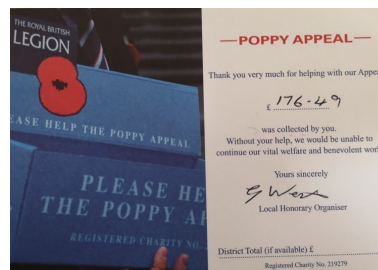 THE ROYAL BRITISH
LEGION
EASE HELP THE POPPY APPEAL
PLEASE HE
THE POPPY A
REGISTERED CHARITY No.
POPPY APPEAL
Thank you very much for helping with our Appe
£ 176-49
was collected by you.
Without your help, we would be unable to
continue our vital welfare and benevolent wor
Yours sincerely
G West
Local Honorary Organiser
District Total (if available) £
Registered Charity No. 219279